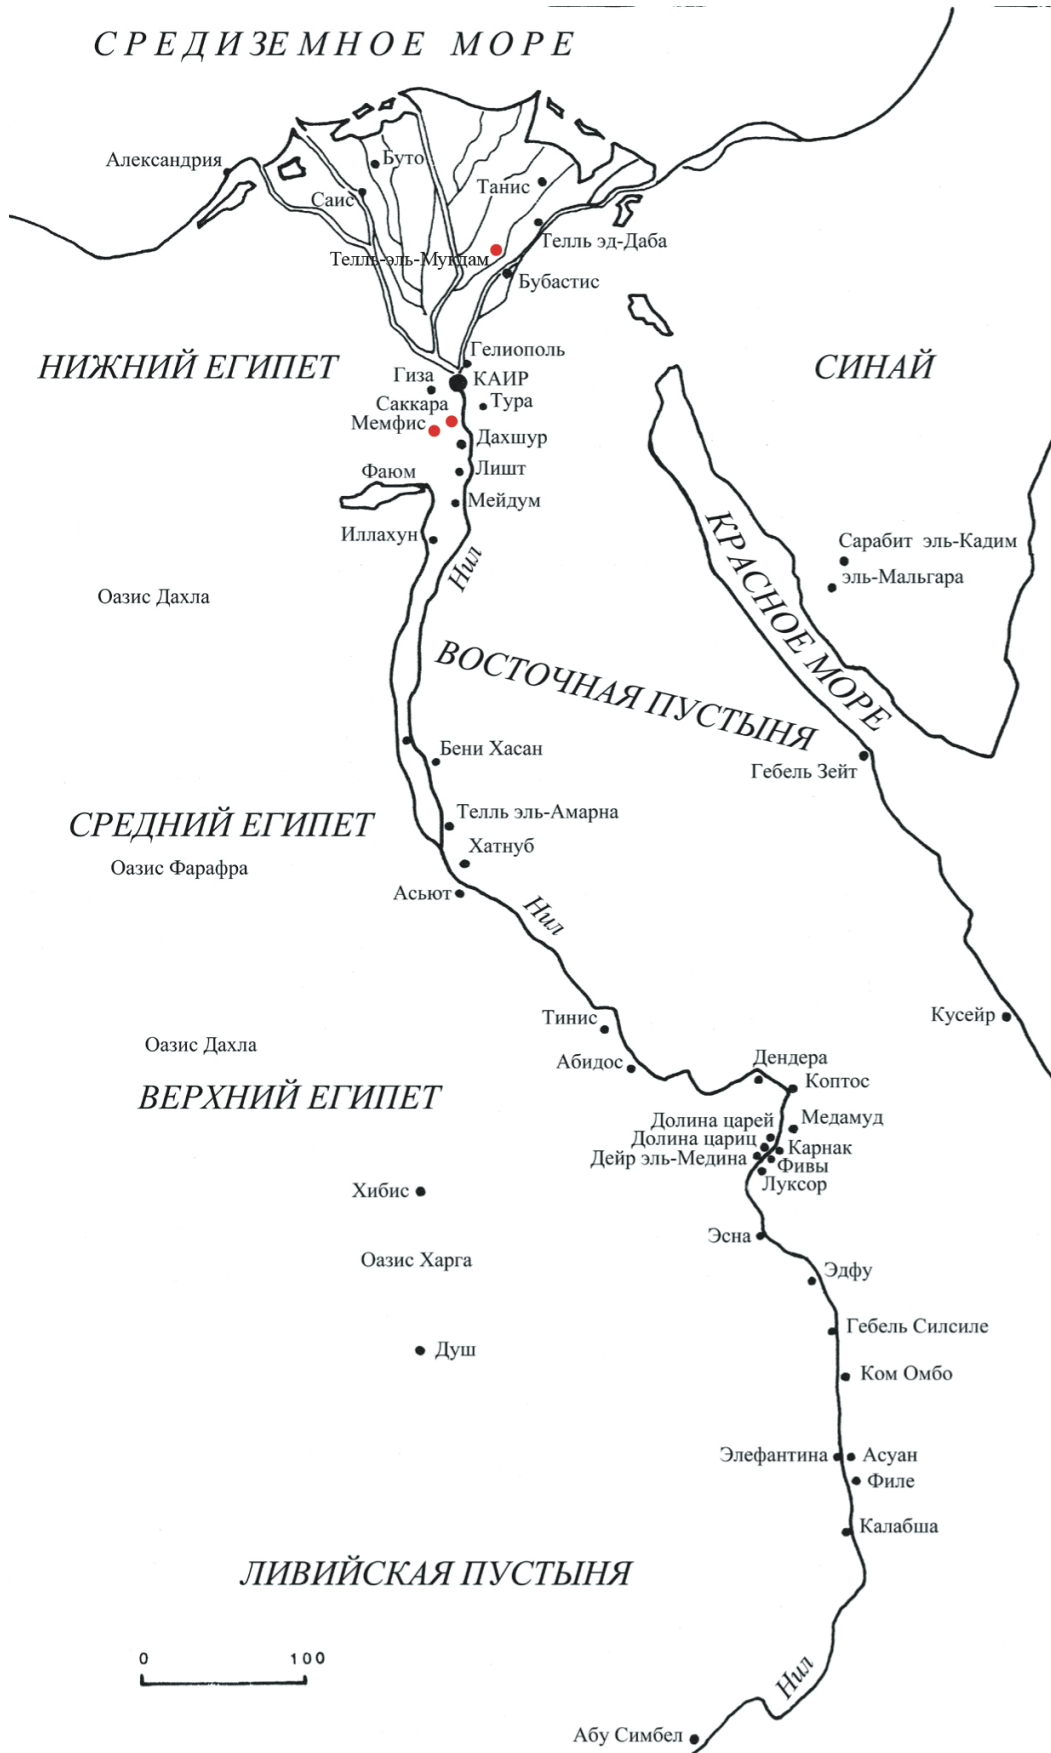 СРЕДИЗЕМНОЕ МОРЕ
Александрия
Буто
Танис
Саис
Телль эд-Даба
Телль-эль-Мукдам
Бубастис
Гелиополь
НИЖНИЙ ЕГИПЕТ
СИНАЙ
Гиза
КАИР
Саккара
Тура
Мемфис
Дахшур
Фаюм
Лишт
Мейдум
Иллахун
Нил
КРАСНОЕ МОРЕ
Сарабит эль-Кадим
эль-Мальгара
Оазис Дахла
ВОСТОЧНАЯ ПУСТЫНЯ
Бени Хасан
Гебель Зейт
Телль эль-Амарна
СРЕДНИЙ ЕГИПЕТ
Хатнуб
Оазис Фарафра
Асьют
Нил
Тинис
Кусейр
Оазис Дахла
Абидос
Дендера
Коптос
ВЕРХНИЙ ЕГИПЕТ
Долина царей
Медамуд
Долина цариц
Карнак
Дейр эль-Медина
Фивы
Луксор
Хибис
Эсна
Оазис Харга
Эдфу
Гебель Силсиле
Душ
Ком Омбо
Элефантина
Асуан
Филе
Калабша
ЛИВИЙСКАЯ ПУСТЫНЯ
0 100
Нил
Абу Симбел